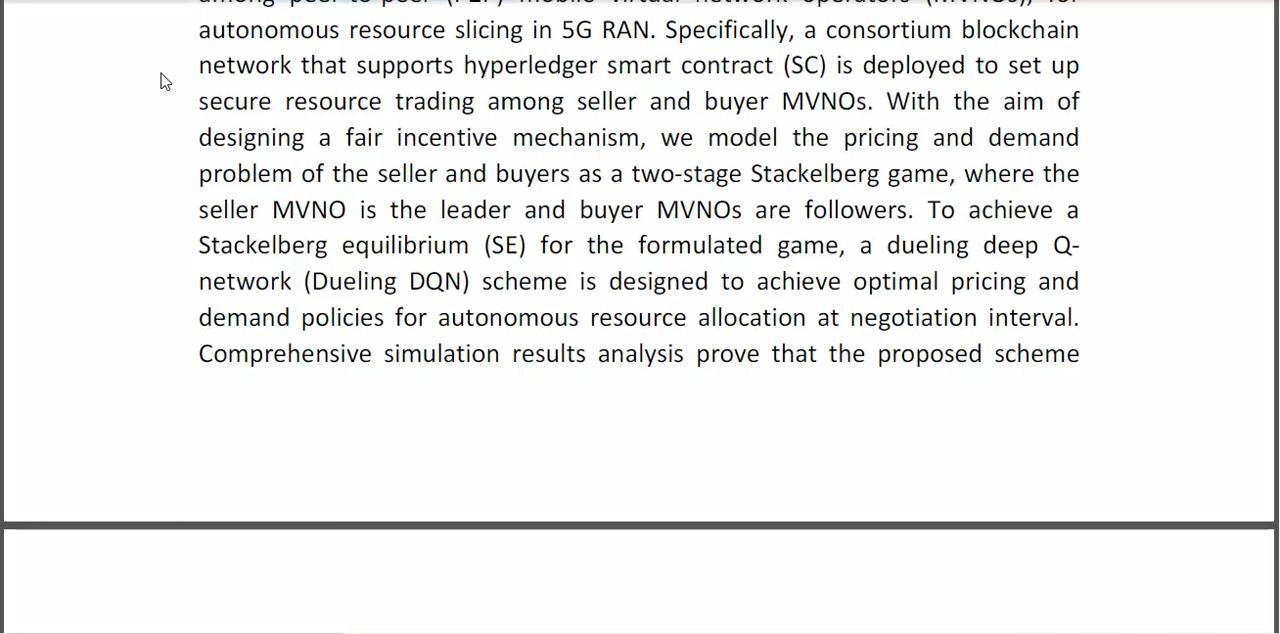 autonomous resource slicing in 5G RAN. Specifically, a consortium blockchain
network that supports hyperledger smart contract (SC) is deployed to set up
secure resource trading among seller and buyer MVNOs. With the aim of
designing a fair incentive mechanism, we model the pricing and demand
problem of the seller and buyers as a two-stage Stackelberg game, where the
seller MVNO is the leader and buyer MVNOs are followers. To achieve a
Stackelberg equilibrium (SE) for the formulated game, a dueling deep Q-
network (Dueling DQN) scheme is designed to achieve optimal pricing and
demand policies for autonomous resource allocation at negotiation interval.
Comprehensive simulation results analysis prove that the proposed scheme